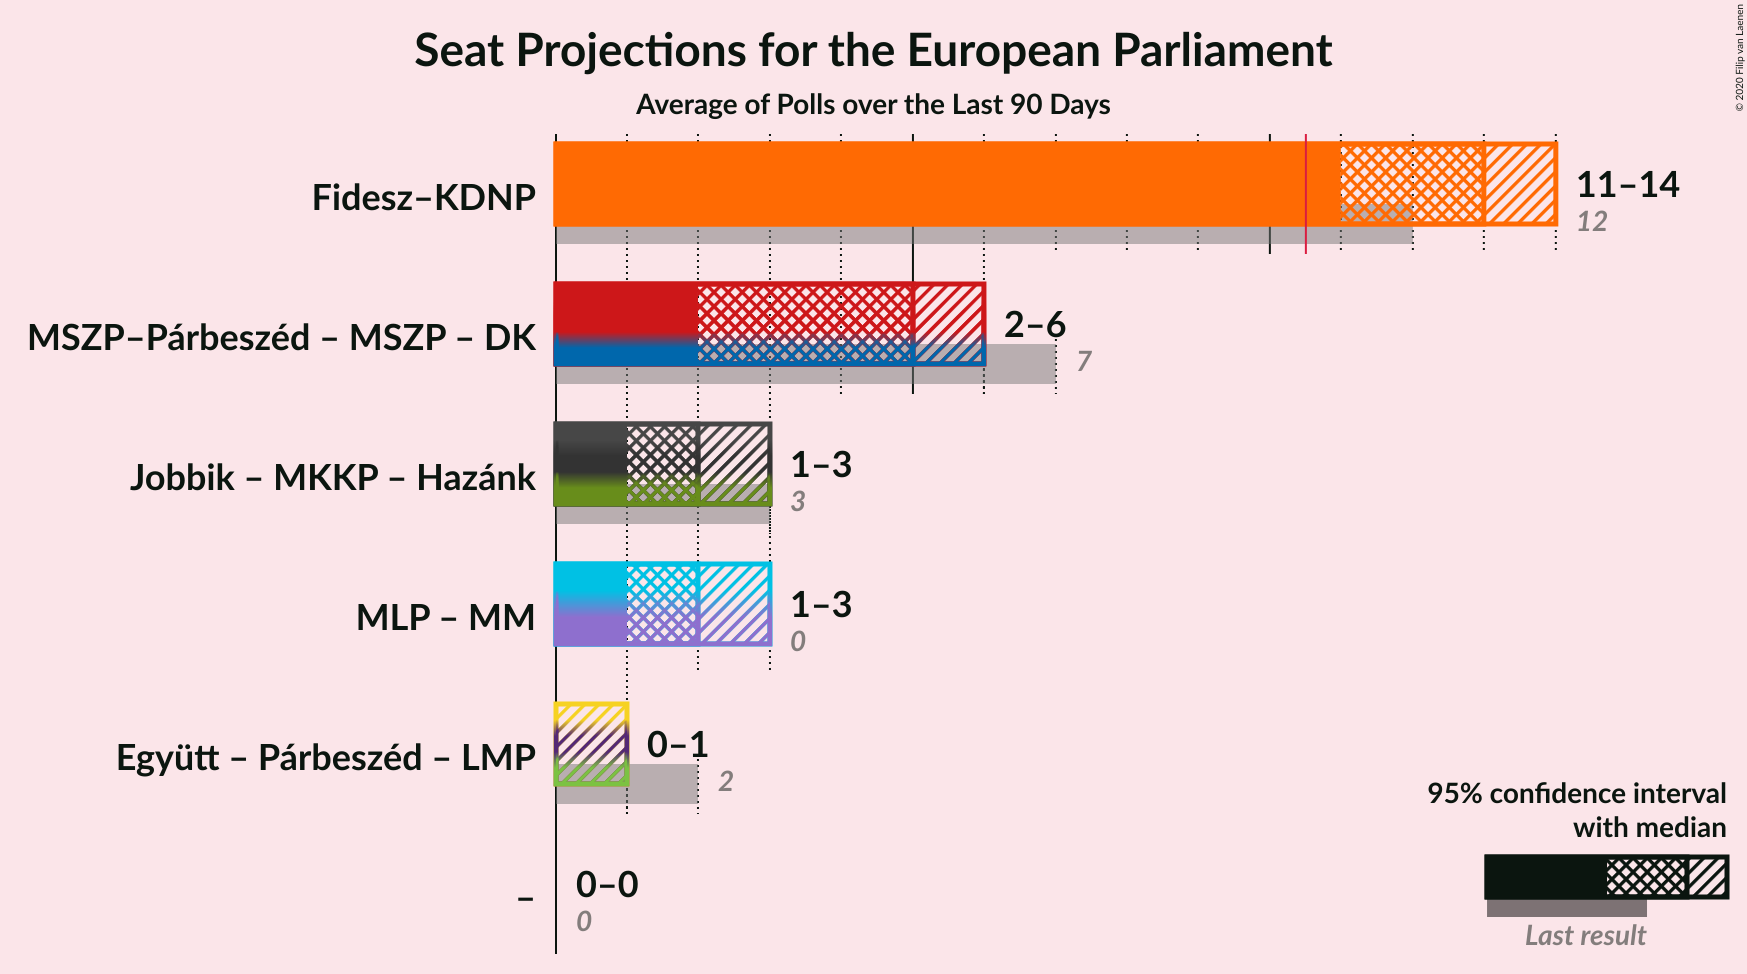 Seat Projections for the European Parliament
Average of Polls over the Last 90 Days
© 2020 Filip van Laenen
Fidesz–KDNP
11–14
12
MSZP–Párbeszéd – MSZP – DK
2–6
7
Jobbik – MKKP – Hazánk
1–3
3
MLP – MM
1–3
0
Együtt – Párbeszéd – LMP
0–1
2
–
0–0
0
95% confidence interval
with median
Last result